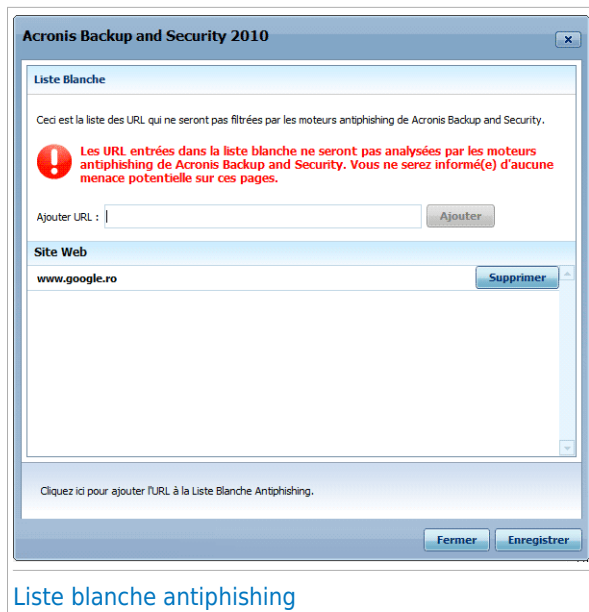 Acronis Backup and Security 2010
Liste Blanche
Ceci est la liste des URL qui ne seront pas filtrées par les moteurs antiphishing de Acronis Backup and Security.
Les URL entrées dans la liste blanche ne seront pas analysées par les moteurs
antiphishing de Acronis Backup and Security. Vous ne serez informé(e) d'aucune
menace potentielle sur ces pages.
Ajouter URL :
Ajouter
Site Web
www.google.ro
Supprimer
Cliquez ici pour ajouter l'URL à la Liste Blanche Antiphishing.
Fermer
Enregistrer
Liste blanche antiphishing